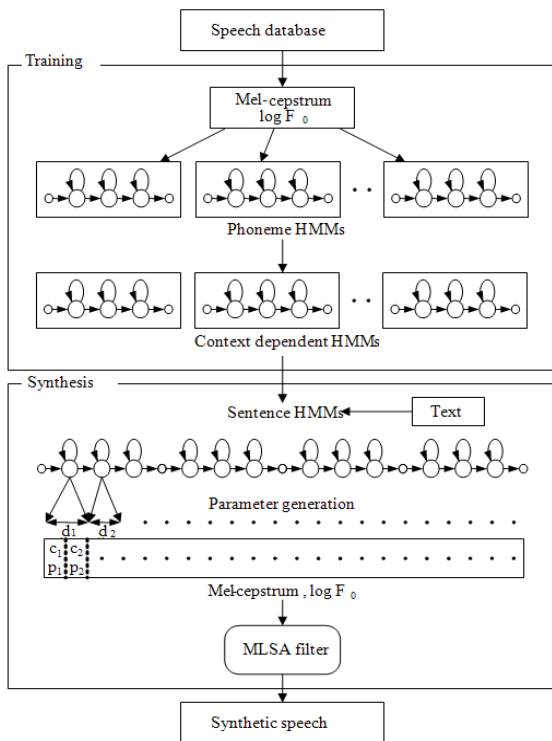 Speech database
Training
Mel-cepstrum
log F 0
Phoneme HMMs
Context dependent HMMs
Synthesis
Sentence HMMs
Text
Parameter generation
d1 d2
c1 c2
p1 p2
Mel-cepstrum , log F 0
MLSA filter
Synthetic speech